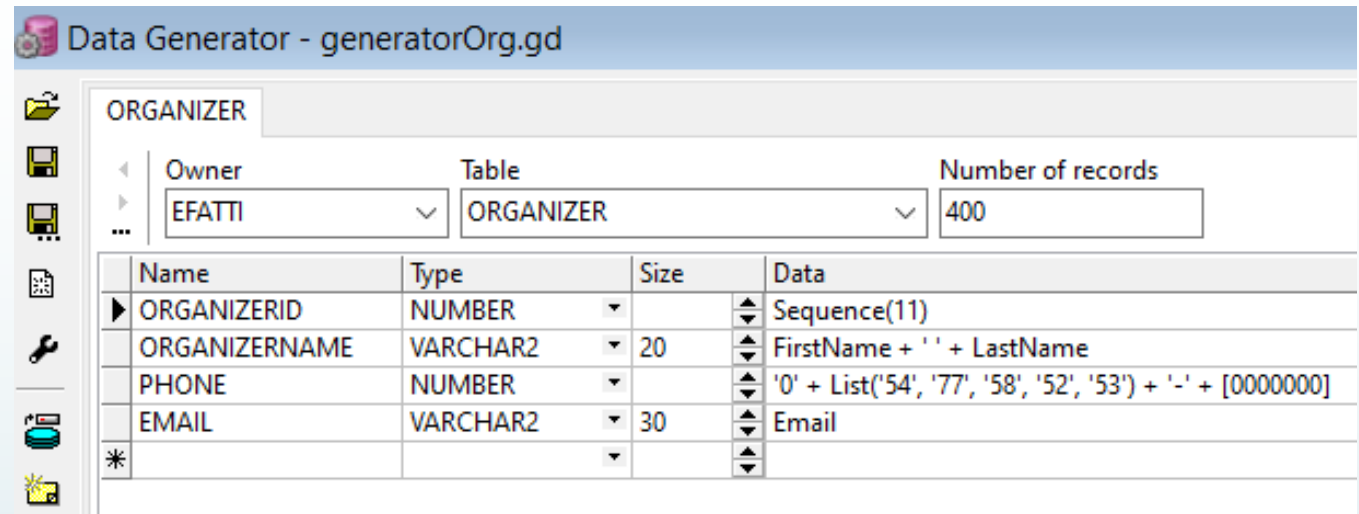 Data Generator - generatorOrg.gd
ORGANIZER
Owner Table Number of records
EFATTI ORGANIZER 400
Name Type Size Data
ORGANIZERID NUMBER Sequence(11)
ORGANIZERNAME VARCHAR2 20 FirstName + ' ' + LastName
PHONE NUMBER '0' + List('54', '77', '58', '52', '53') + '-' + [0000000]
EMAIL VARCHAR2 30 Email